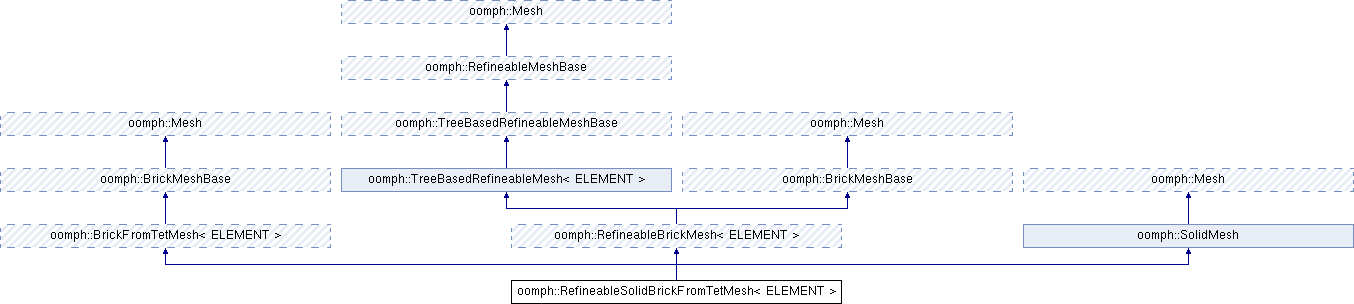 oomph::Mesh
oomph::RefineableMeshBase
oomph::Mesh
oomph::TreeBasedRefineableMeshBase
oomph::Mesh
oomph::BrickMeshBase
oomph::TreeBasedRefineableMesh< ELEMENT >
oomph::BrickMeshBase
oomph::Mesh
oomph::BrickFromTetMesh< ELEMENT >
oomph::RefineableBrickMesh< ELEMENT >
oomph::SolidMesh
oomph::RefineableSolidBrickFromTetMesh< ELEMENT >